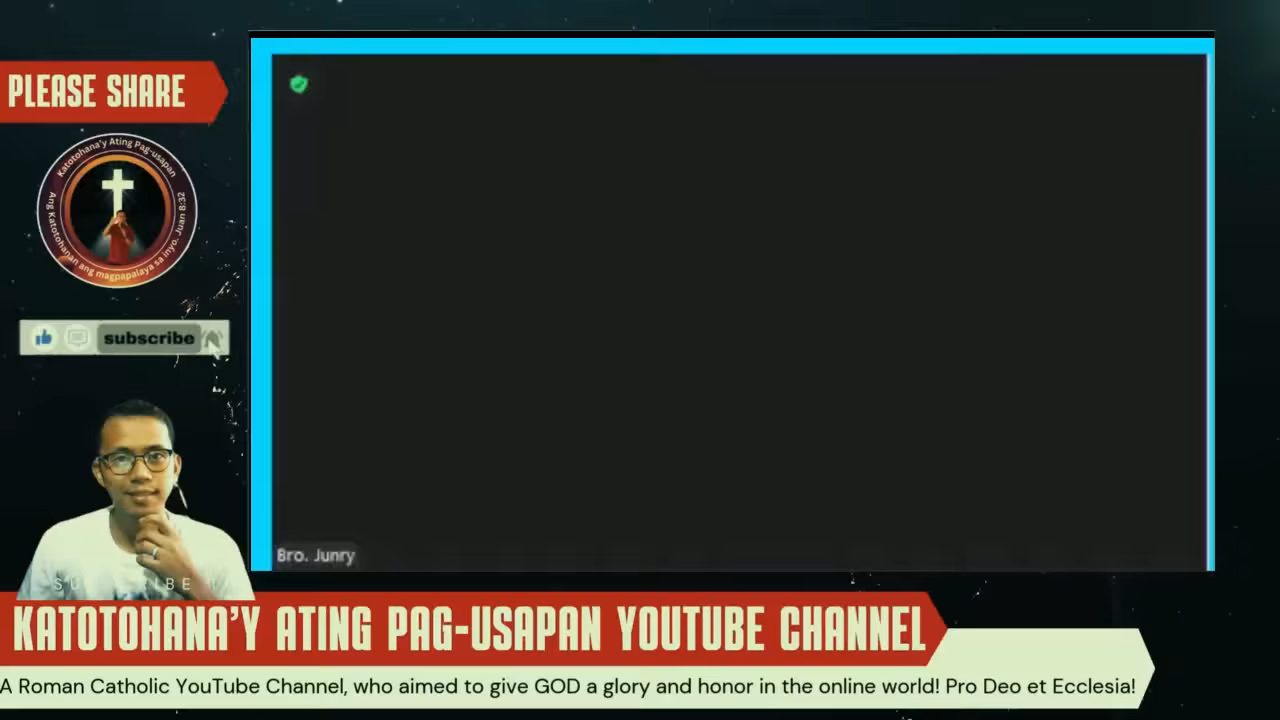 PLEASE SHARE
Katotohana'y Ating Pag-usapan
Ang Katotohanan ang magpapalaya sa inyo. Juan 8:32
subscribe
Bro. Junry
KATOTOHANA'Y ATING PAG-USAPAN YOUTUBE CHANNEL
A Roman Catholic YouTube Channel, who aimed to give GOD a glory and honor in the online world! Pro Deo et Ecclesia!